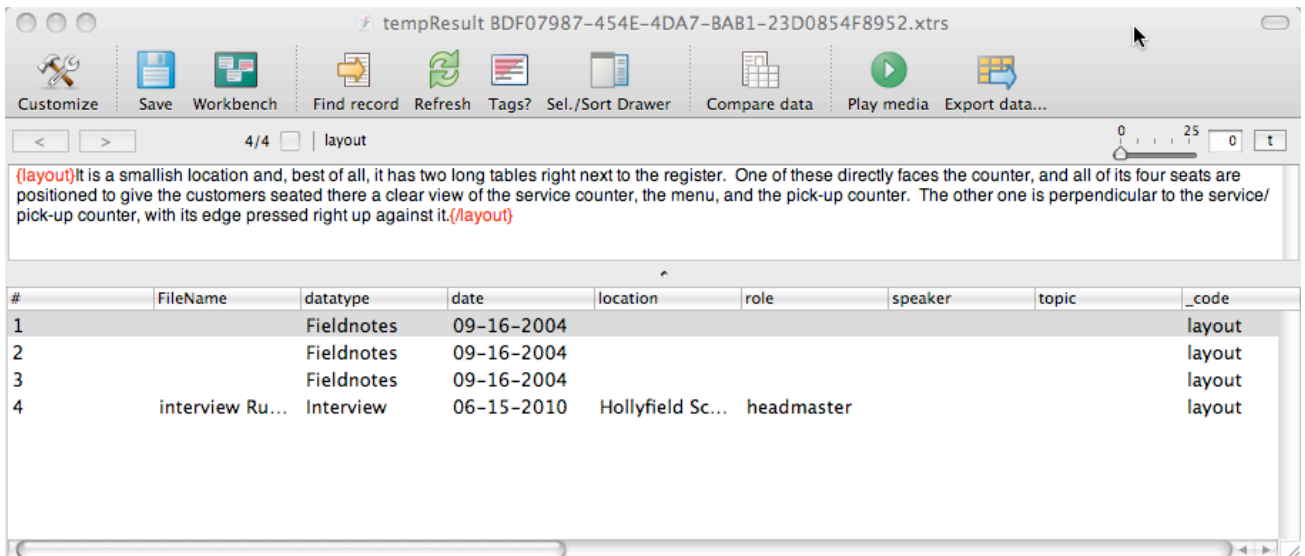 tempResult BDF07987-454E-4DA7-BAB1-23D0854F8952.xtrs
Customize Save Workbench Find record Refresh Tags? Sel./Sort Drawer Compare data Play media Export data...
< > 4/4 layout 0 25 0 t
{layout}It is a smallish location and, best of all, it has two long tables right next to the register. One of these directly faces the counter, and all of its four seats are
positioned to give the customers seated there a clear view of the service counter, the menu, and the pick-up counter. The other one is perpendicular to the service/
pick-up counter, with its edge pressed right up against it.{/layout}
# FileName datatype date location role speaker topic _code
1 Fieldnotes 09-16-2004 layout
2 Fieldnotes 09-16-2004 layout
3 Fieldnotes 09-16-2004 layout
4 interview Ru... Interview 06-15-2010 Hollyfield Sc... headmaster layout